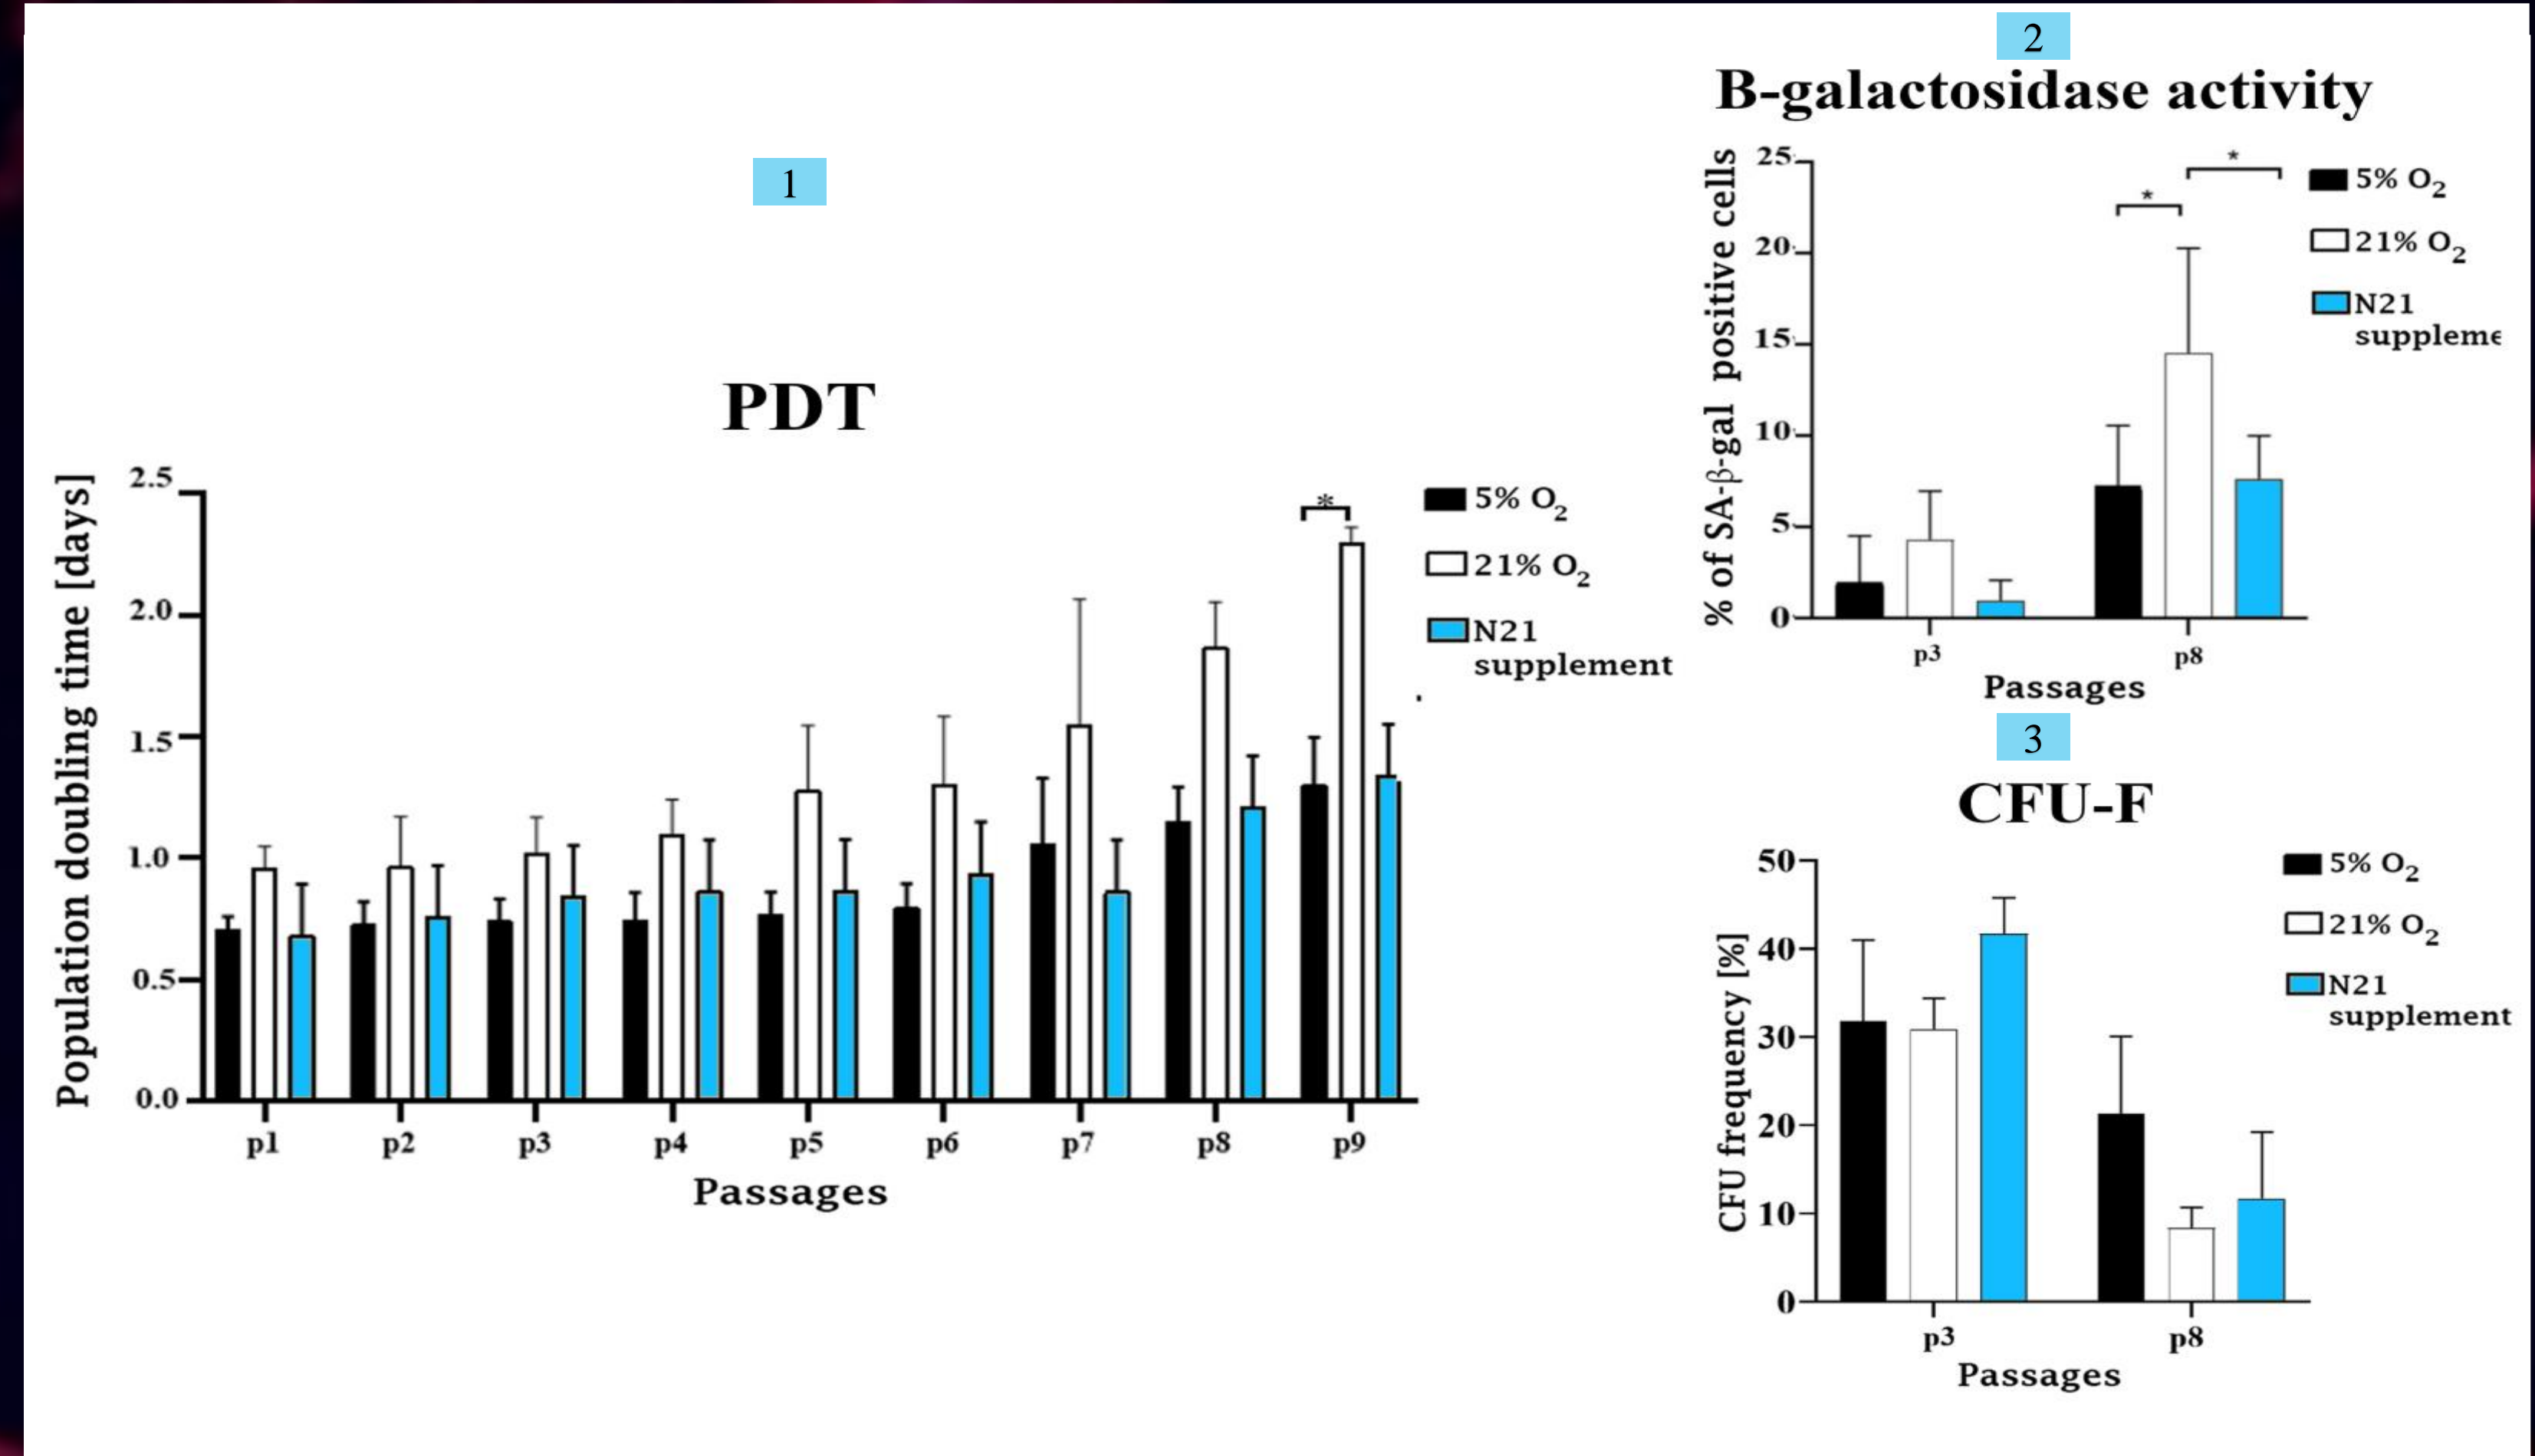 1
PDT
Population doubling time [days]
2.5
2.0
1.5
1.0
0.5
0.0
p1 p2 p3 p4 p5 p6 p7 p8 p9
Passages
*
5% O2
21% O2
N21
supplement
2
B-galactosidase activity
% of SA-β-gal positive cells
25
20
15
10
5
0
p3 p8
Passages
*
*
5% O2
21% O2
N21
suppleme
3
CFU-F
CFU frequency [%]
50
40
30
20
10
0
p3 p8
Passages
5% O2
21% O2
N21
supplement